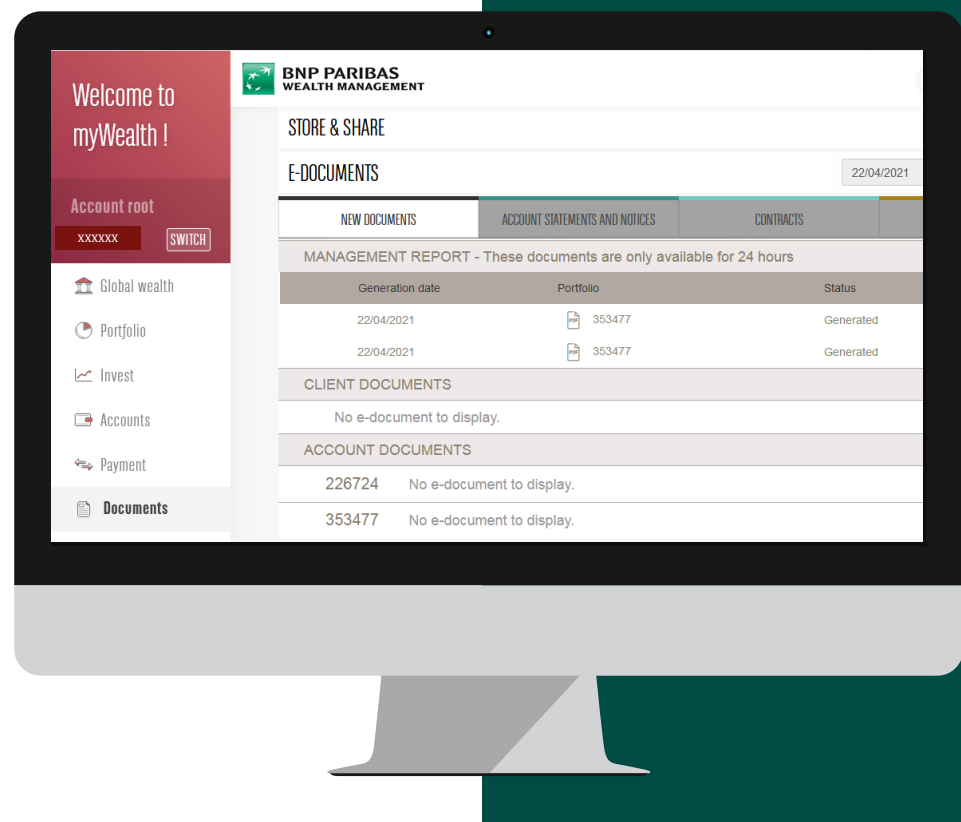 Welcome to
myWealth !
Account root
xxxxxx
SWITCH
Global wealth
Portfolio
Invest
Accounts
Payment
Documents
BNP PARIBAS
WEALTH MANAGEMENT
STORE & SHARE
E-DOCUMENTS
22/04/2021
NEW DOCUMENTS ACCOUNT STATEMENTS AND NOTICES CONTRACTS
MANAGEMENT REPORT - These documents are only available for 24 hours
Generation date Portfolio Status
22/04/2021 PDF 353477 Generated
22/04/2021 PDF 353477 Generated
CLIENT DOCUMENTS
No e-document to display.
ACCOUNT DOCUMENTS
226724 No e-document to display.
353477 No e-document to display.